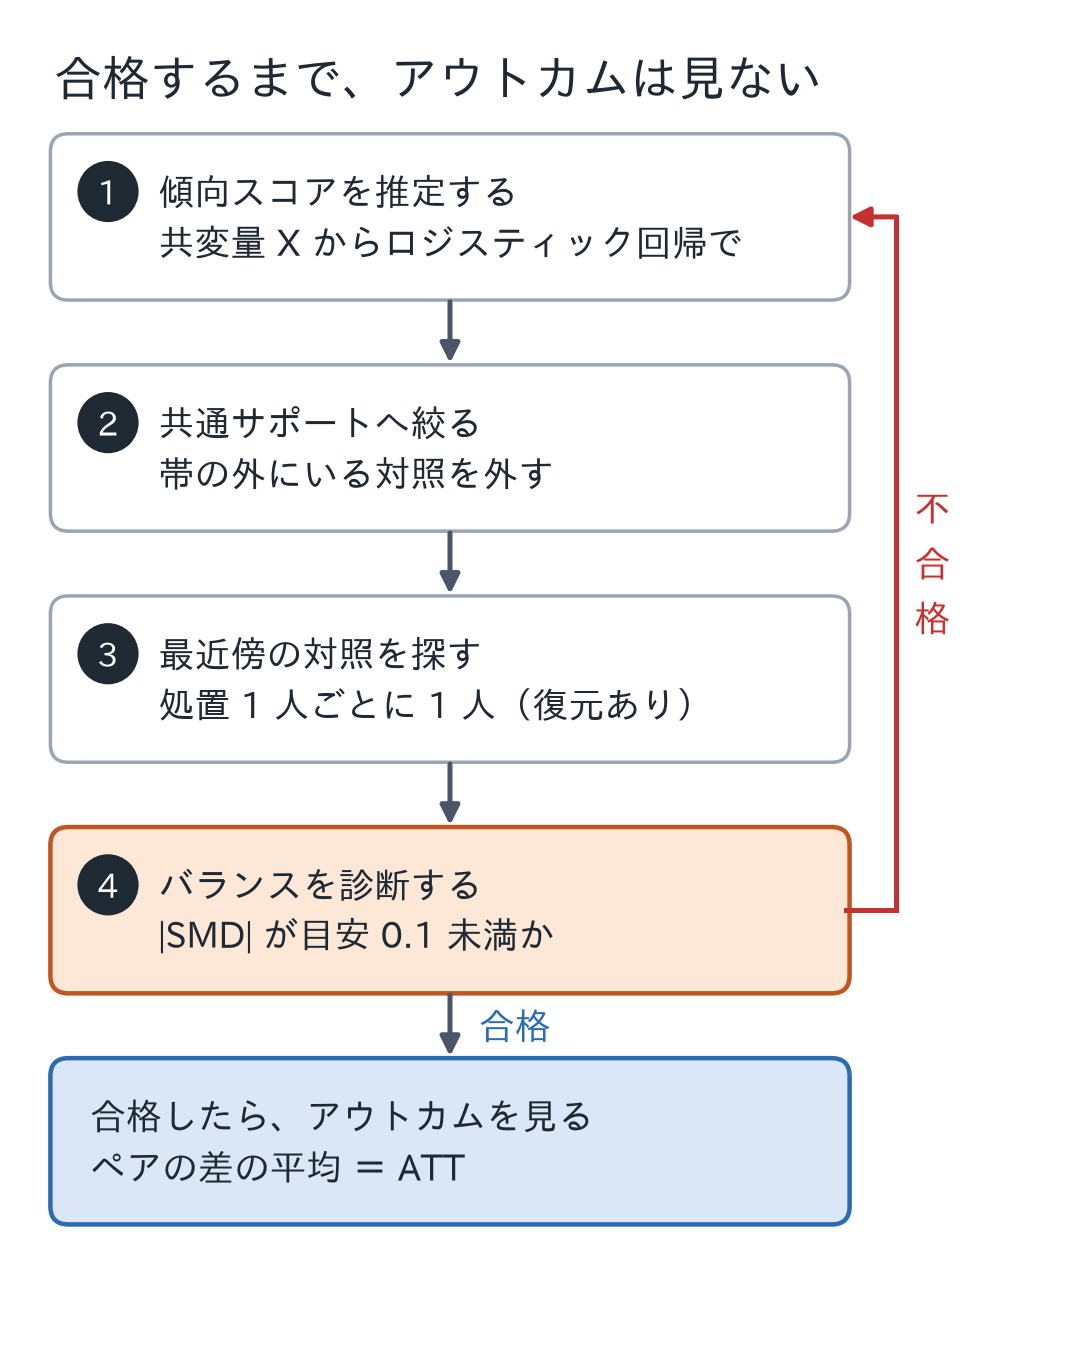 合格するまで、アウトカムは見ない
1 傾向スコアを推定する
共変量 X からロジスティック回帰で
2 共通サポートへ絞る
帯の外にいる対照を外す
3 最近傍の対照を探す
処置 1 人ごとに 1 人（復元あり）
4 バランスを診断する
|SMD| が目安 0.1 未満か
不合格
合格
合格したら、アウトカムを見る
ペアの差の平均 = ATT